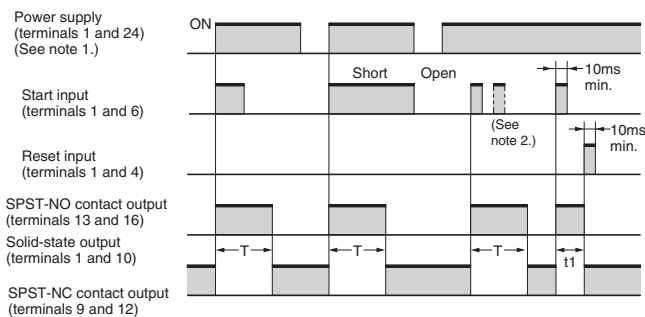 Power supply
(terminals 1 and 24)
(See note 1.)
ON
Start input
(terminals 1 and 6)
Short
Open
10ms
min.
(See
note 2.)
Reset input
(terminals 1 and 4)
10ms
min.
SPST-NO contact output
(terminals 13 and 16)
Solid-state output
(terminals 1 and 10)
T
T
T
t1
SPST-NC contact output
(terminals 9 and 12)